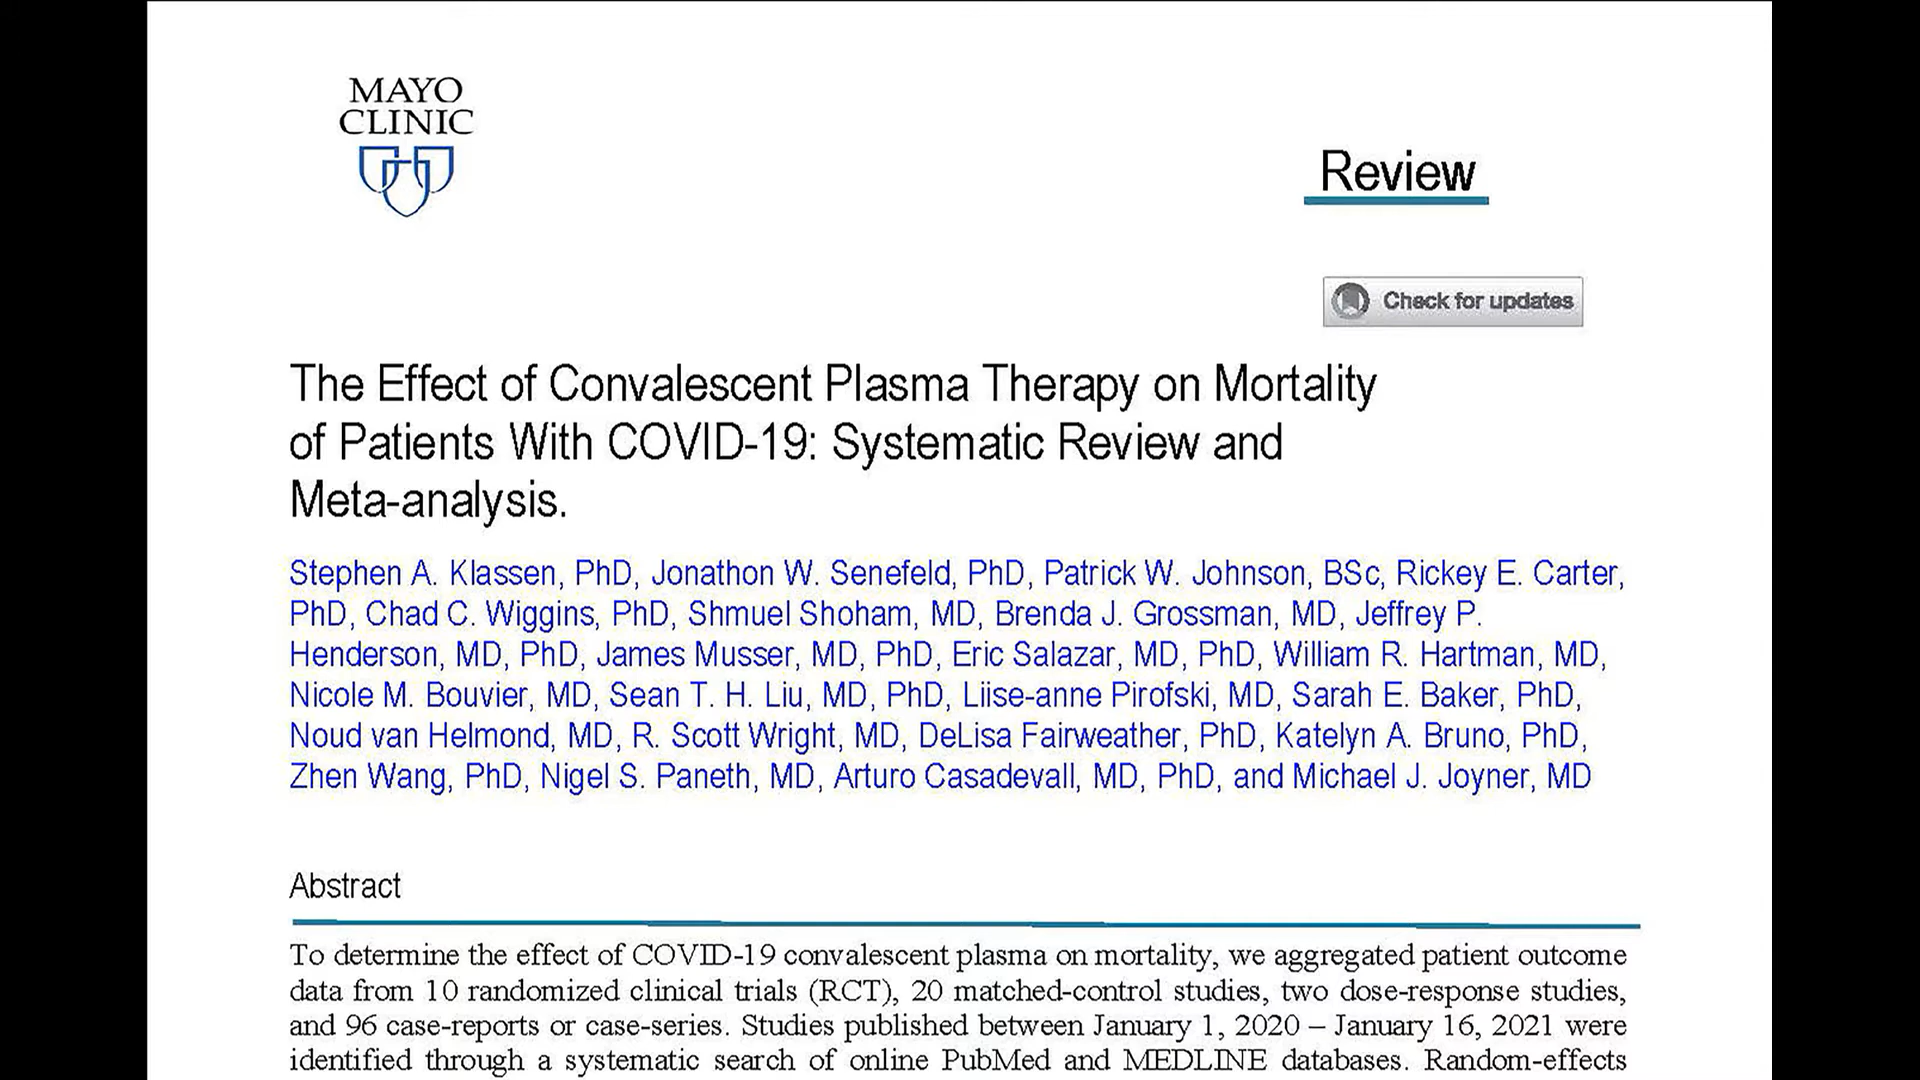 MAYO
CLINIC
Review
Check for updates
The Effect of Convalescent Plasma Therapy on Mortality
of Patients With COVID-19: Systematic Review and
Meta-analysis.
Stephen A. Klassen, PhD, Jonathon W. Senefeld, PhD, Patrick W. Johnson, BSc, Rickey E. Carter,
PhD, Chad C. Wiggins, PhD, Shmuel Shoham, MD, Brenda J. Grossman, MD, Jeffrey P.
Henderson, MD, PhD, James Musser, MD, PhD, Eric Salazar, MD, PhD, William R. Hartman, MD,
Nicole M. Bouvier, MD, Sean T. H. Liu, MD, PhD, Liise-anne Pirofski, MD, Sarah E. Baker, PhD,
Noud van Helmond, MD, R. Scott Wright, MD, DeLisa Fairweather, PhD, Katelyn A. Bruno, PhD,
Zhen Wang, PhD, Nigel S. Paneth, MD, Arturo Casadevall, MD, PhD, and Michael J. Joyner, MD
Abstract
To determine the effect of COVID-19 convalescent plasma on mortality, we aggregated patient outcome
data from 10 randomized clinical trials (RCT), 20 matched-control studies, two dose-response studies,
and 96 case-reports or case-series. Studies published between January 1, 2020 – January 16, 2021 were
identified through a systematic search of online PubMed and MEDLINE databases. Random-effects